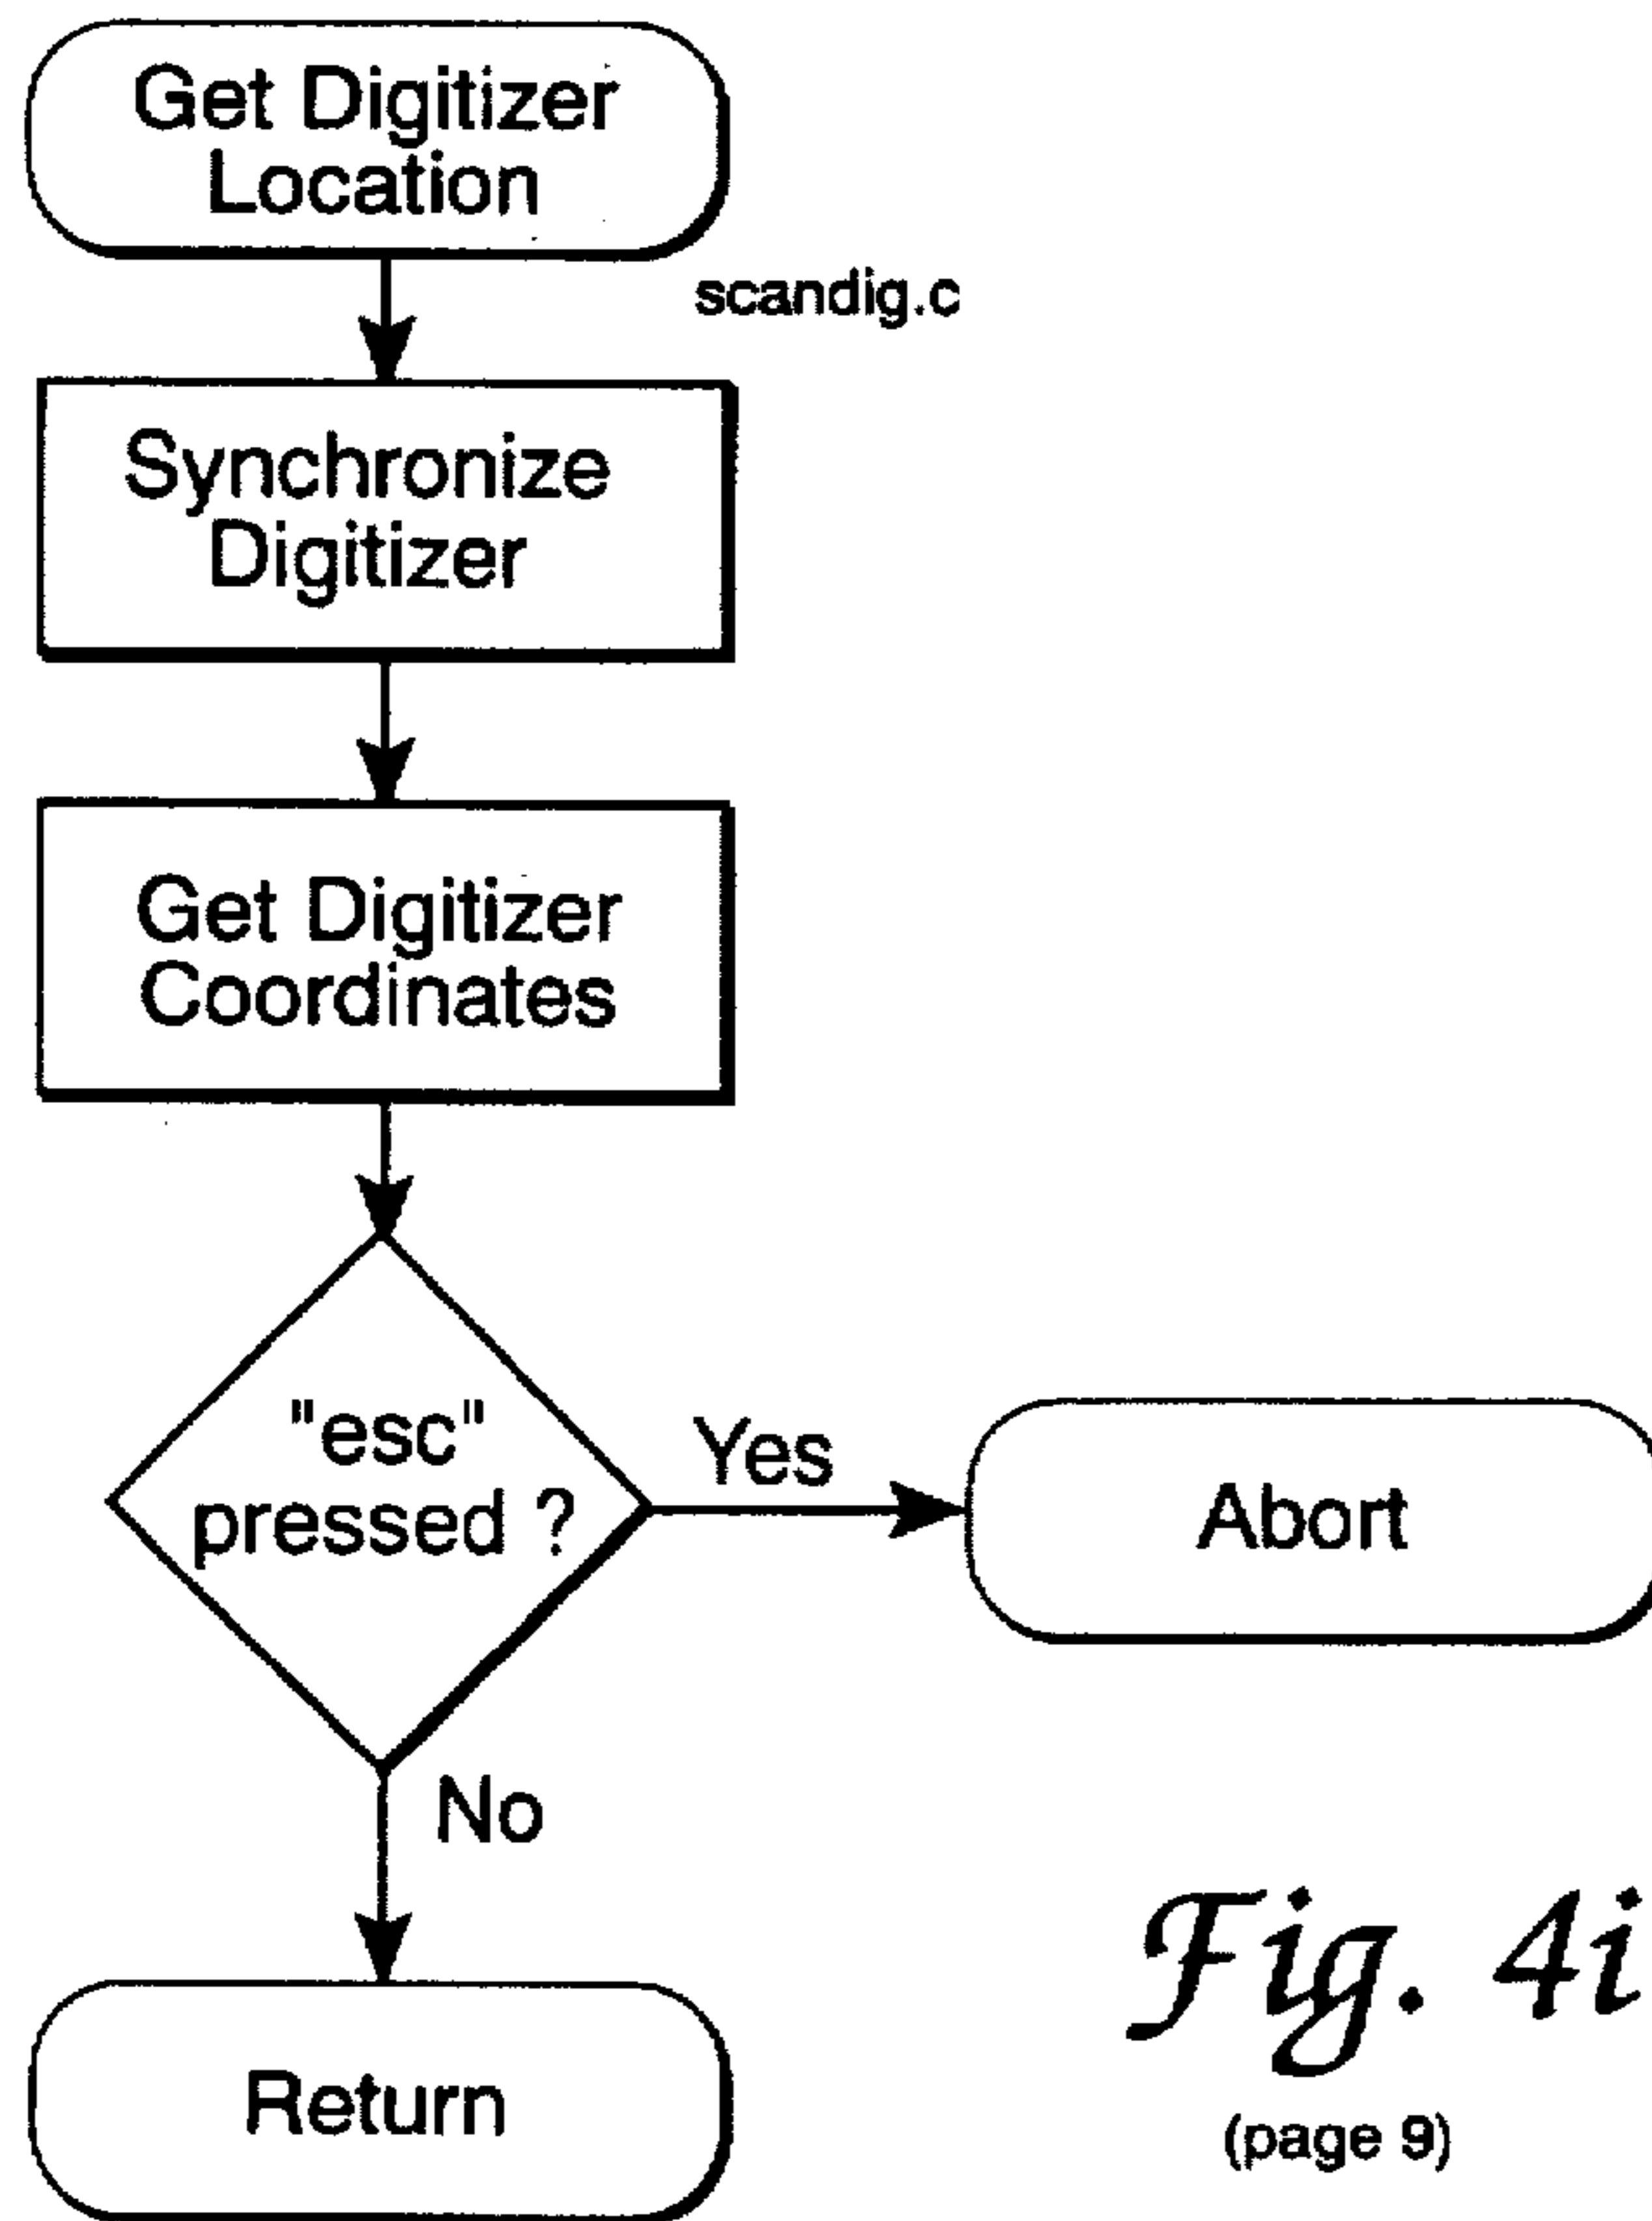 Get Digitizer
Location
scandig.c
Synchronize
Digitizer
Get Digitizer
Coordinates
"esc"
pressed ?
Yes
Abort
No
Return
Fig. 4i
(page 9)